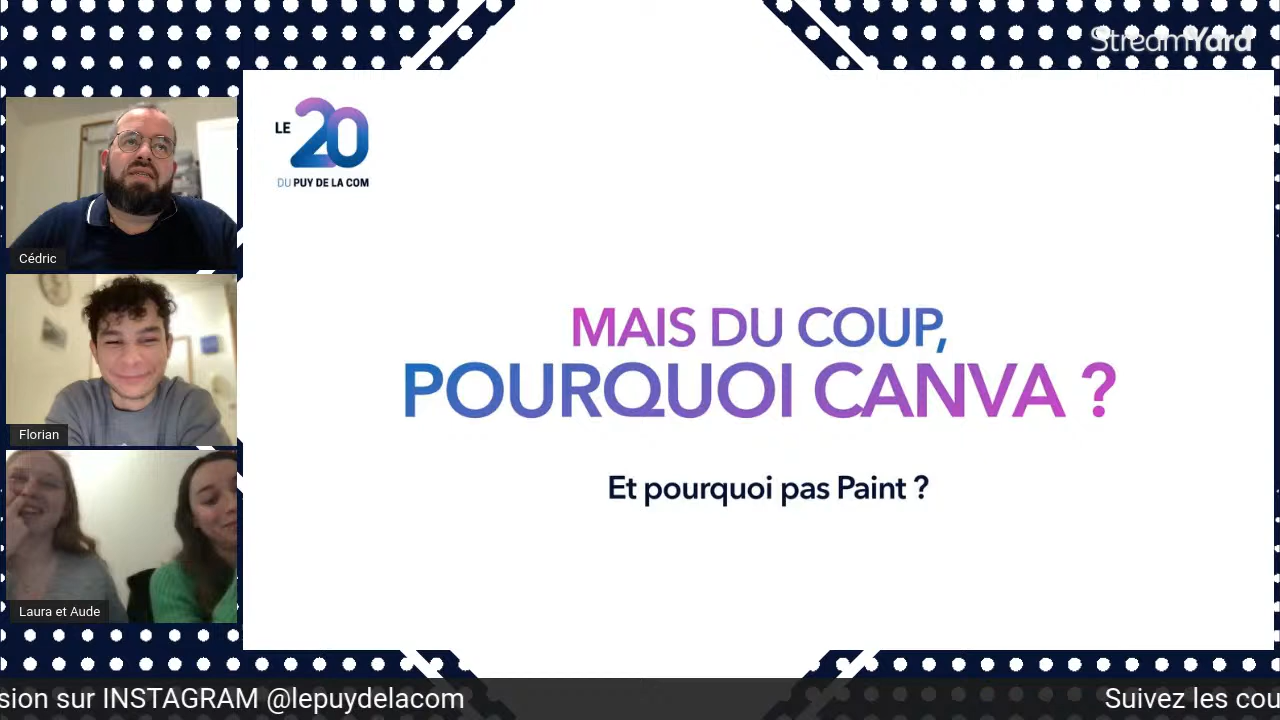 StreamYard
LE 20
DU PUY DE LA COM
MAIS DU COUP,
POURQUOI CANVA ?
Et pourquoi pas Paint ?
Cédric
Florian
Laura et Aude
sion sur INSTAGRAM @lepuydelacom
Suivez les cou